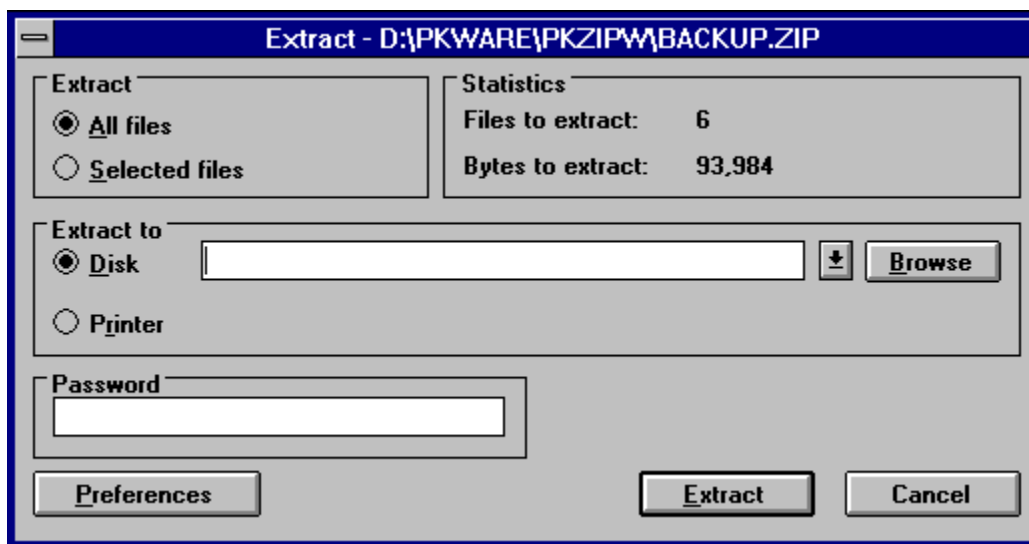 Extract - D:\PKWARE\PKZIPW\BACKUP.ZIP
Extract
All files
Selected files
Statistics
Files to extract: 6
Bytes to extract: 93,984
Extract to
Disk
Browse
Printer
Password
Preferences
Extract
Cancel